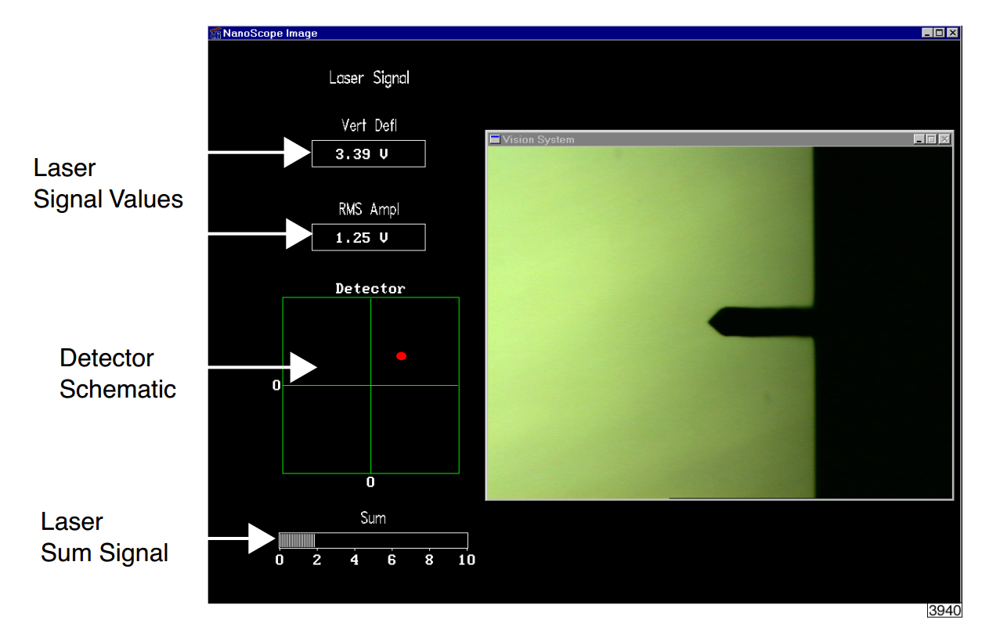 NanoScope Image
Laser Signal
Vert Defl
3.39 V
Laser
Signal Values
RMS Ampl
1.25 V
Vision System
Detector
Detector
Schematic
0
0
Laser
Sum Signal
Sum
0 2 4 6 8 10
3940